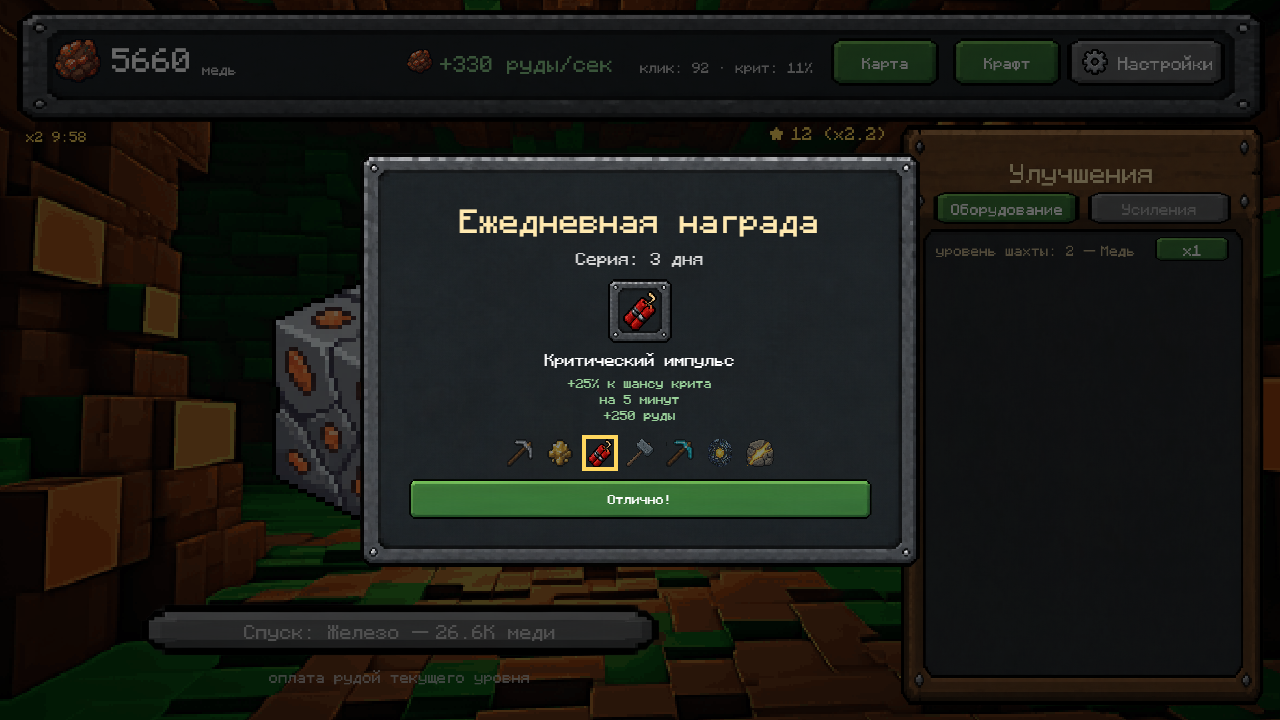 5660 медь
+330 руды/сек
клик: 92 · крит: 11%
Карта
Крафт
Настройки
x2 9:58
12 (x2.2)
Улучшения
Оборудование
Усиления
уровень шахты: 2 — Медь
x1
Ежедневная награда
Серия: 3 дня
Критический импульс
+25% к шансу крита
на 5 минут
+250 руды
Отлично!
Спуск: Железо — 26.6K меди
оплата рудой текущего уровня